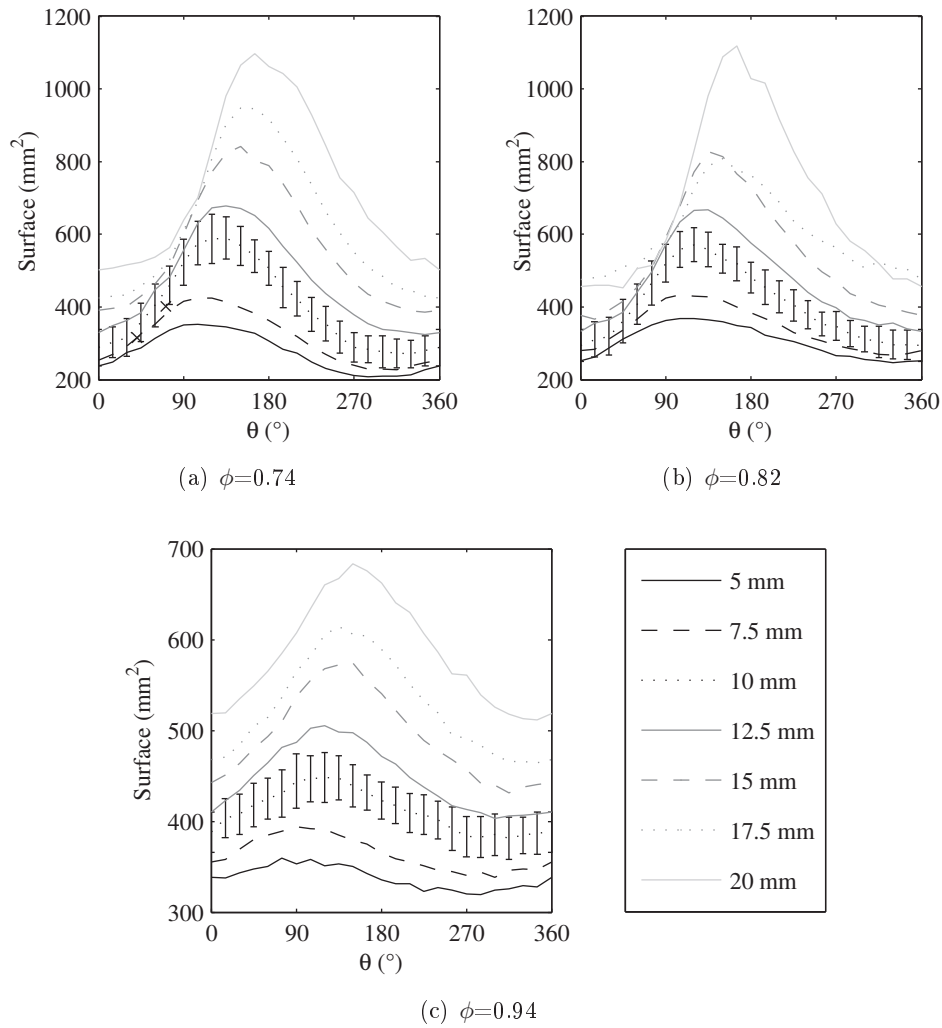 1200
1000
800
600
400
200
Surface (mm²)
0 90 180 270 360
θ (°)
(a) ϕ=0.74
1200
1000
800
600
400
200
Surface (mm²)
0 90 180 270 360
θ (°)
(b) ϕ=0.82
700
600
500
400
300
Surface (mm²)
0 90 180 270 360
θ (°)
5 mm
7.5 mm
10 mm
12.5 mm
15 mm
17.5 mm
20 mm
(c) ϕ=0.94